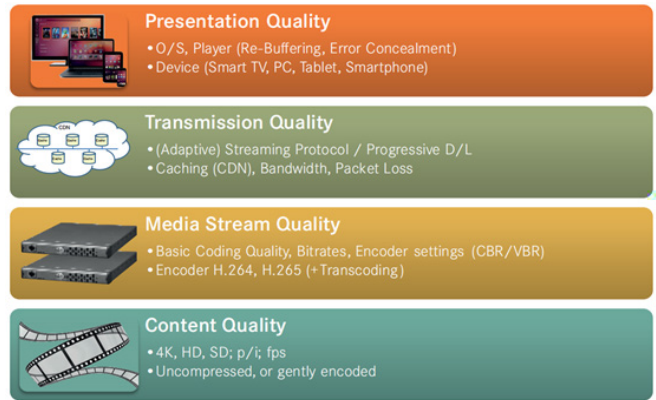 Presentation Quality
•O/S, Player (Re-Buffering, Error Concealment)
•Device (Smart TV, PC, Tablet, Smartphone)
CDN
Transmission Quality
•(Adaptive) Streaming Protocol / Progressive D/L
•Caching (CDN), Bandwidth, Packet Loss
Media Stream Quality
•Basic Coding Quality, Bitrates, Encoder settings (CBR/VBR)
•Encoder H.264, H.265 (+Transcoding)
Content Quality
•4K, HD, SD; p/i; fps
•Uncompressed, or gently encoded